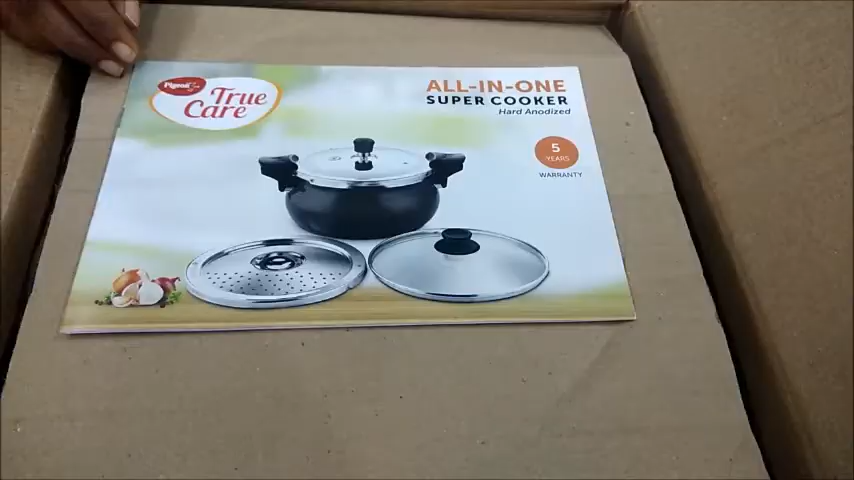 Pigeon
True
Care
ALL-IN-ONE
SUPER COOKER
Hard Anodized
5
YEARS
WARRANTY